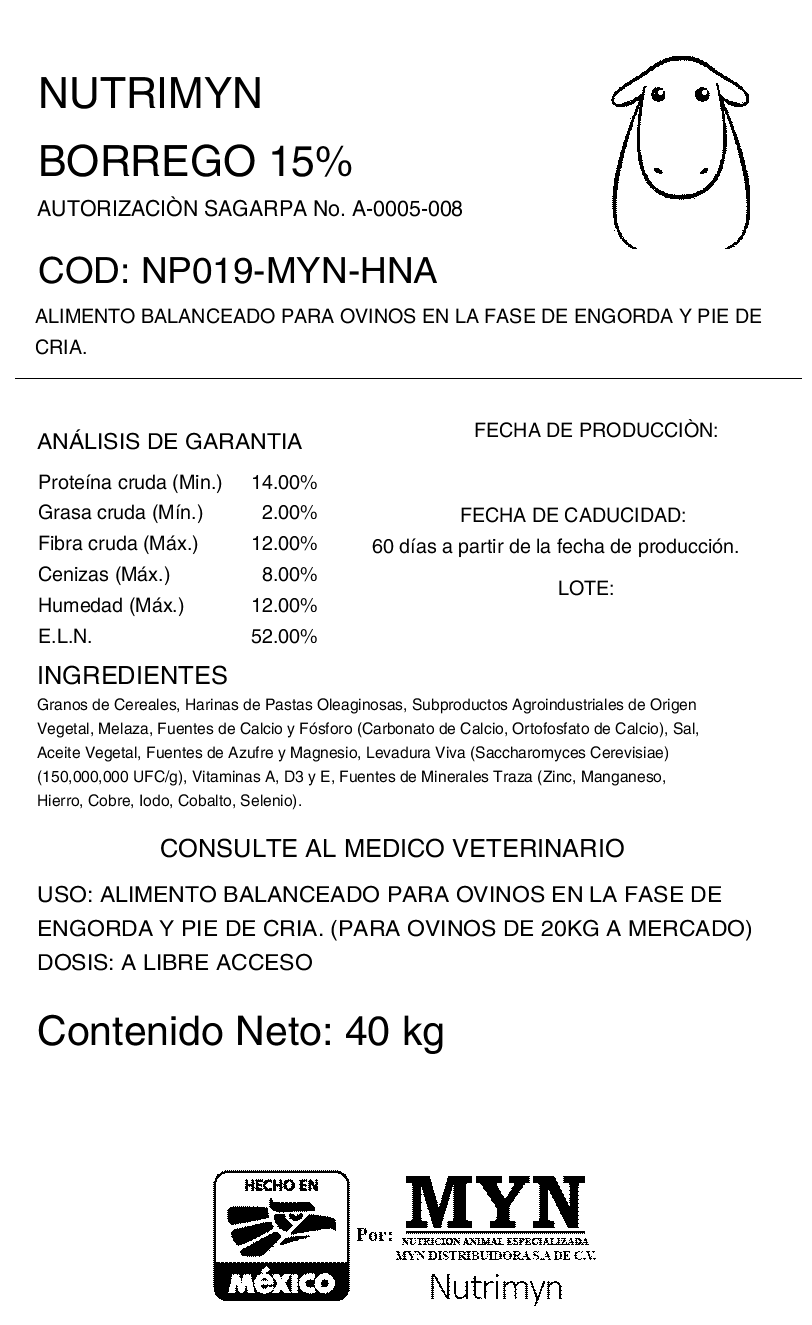 NUTRIMYN
BORREGO 15%
AUTORIZACIÒN SAGARPA No. A-0005-008
COD: NP019-MYN-HNA
ALIMENTO BALANCEADO PARA OVINOS EN LA FASE DE ENGORDA Y PIE DE
CRIA.
ANÁLISIS DE GARANTIA
Proteína cruda (Min.) 14.00%
Grasa cruda (Mín.) 2.00%
Fibra cruda (Máx.) 12.00%
Cenizas (Máx.) 8.00%
Humedad (Máx.) 12.00%
E.L.N. 52.00%
FECHA DE PRODUCCIÒN:
FECHA DE CADUCIDAD:
60 días a partir de la fecha de producción.
LOTE:
INGREDIENTES
Granos de Cereales, Harinas de Pastas Oleaginosas, Subproductos Agroindustriales de Origen
Vegetal, Melaza, Fuentes de Calcio y Fósforo (Carbonato de Calcio, Ortofosfato de Calcio), Sal,
Aceite Vegetal, Fuentes de Azufre y Magnesio, Levadura Viva (Saccharomyces Cerevisiae)
(150,000,000 UFC/g), Vitaminas A, D3 y E, Fuentes de Minerales Traza (Zinc, Manganeso,
Hierro, Cobre, Iodo, Cobalto, Selenio).
CONSULTE AL MEDICO VETERINARIO
USO: ALIMENTO BALANCEADO PARA OVINOS EN LA FASE DE
ENGORDA Y PIE DE CRIA. (PARA OVINOS DE 20KG A MERCADO)
DOSIS: A LIBRE ACCESO
Contenido Neto: 40 kg
HECHO EN
MéXICO
Por:
MYN
NUTRICION ANIMAL ESPECIALIZADA
MYN DISTRIBUIDORA S.A DE C.V.
Nutrimyn